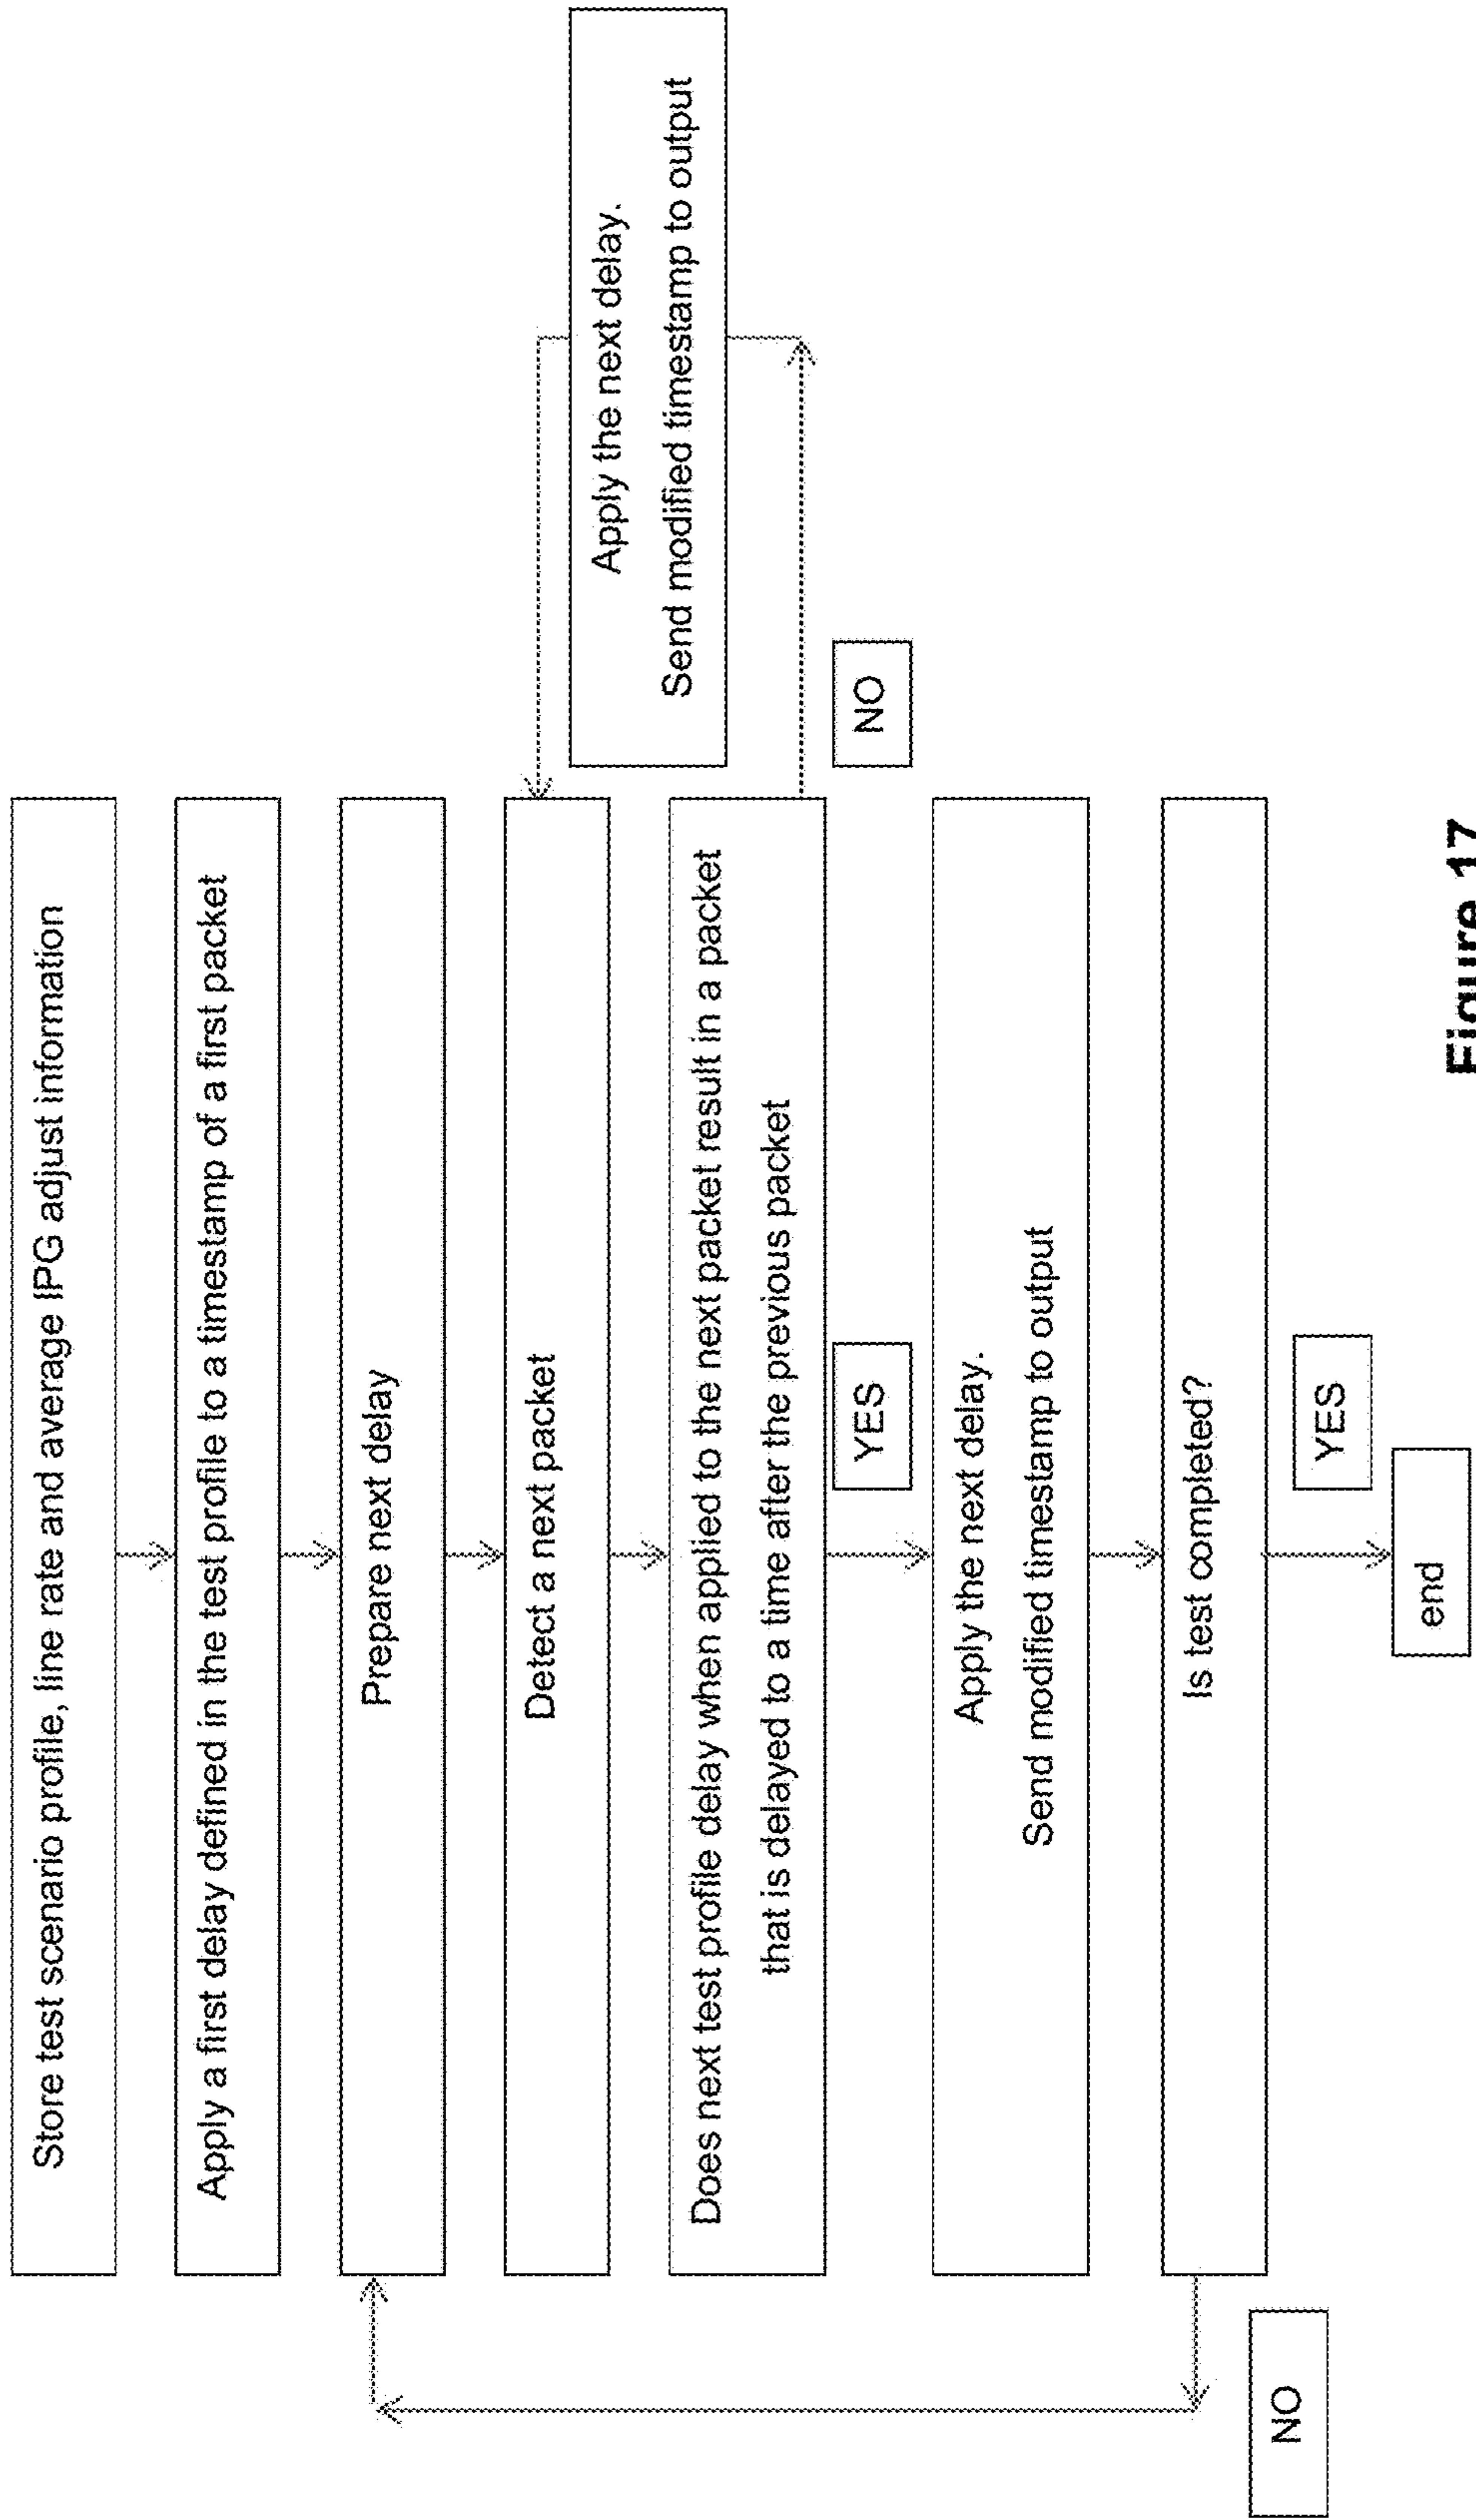 Store test scenario profile, line rate and average IPG adjust information
Apply a first delay defined in the test profile to a timestamp of a first packet
Prepare next delay
Detect a next packet
Apply the next delay.
Send modified timestamp to output
Does next test profile delay when applied to the next packet result in a packet
that is delayed to a time after the previous packet
YES
NO
Apply the next delay.
Send modified timestamp to output
Is test completed?
NO
YES
end
Figure 17